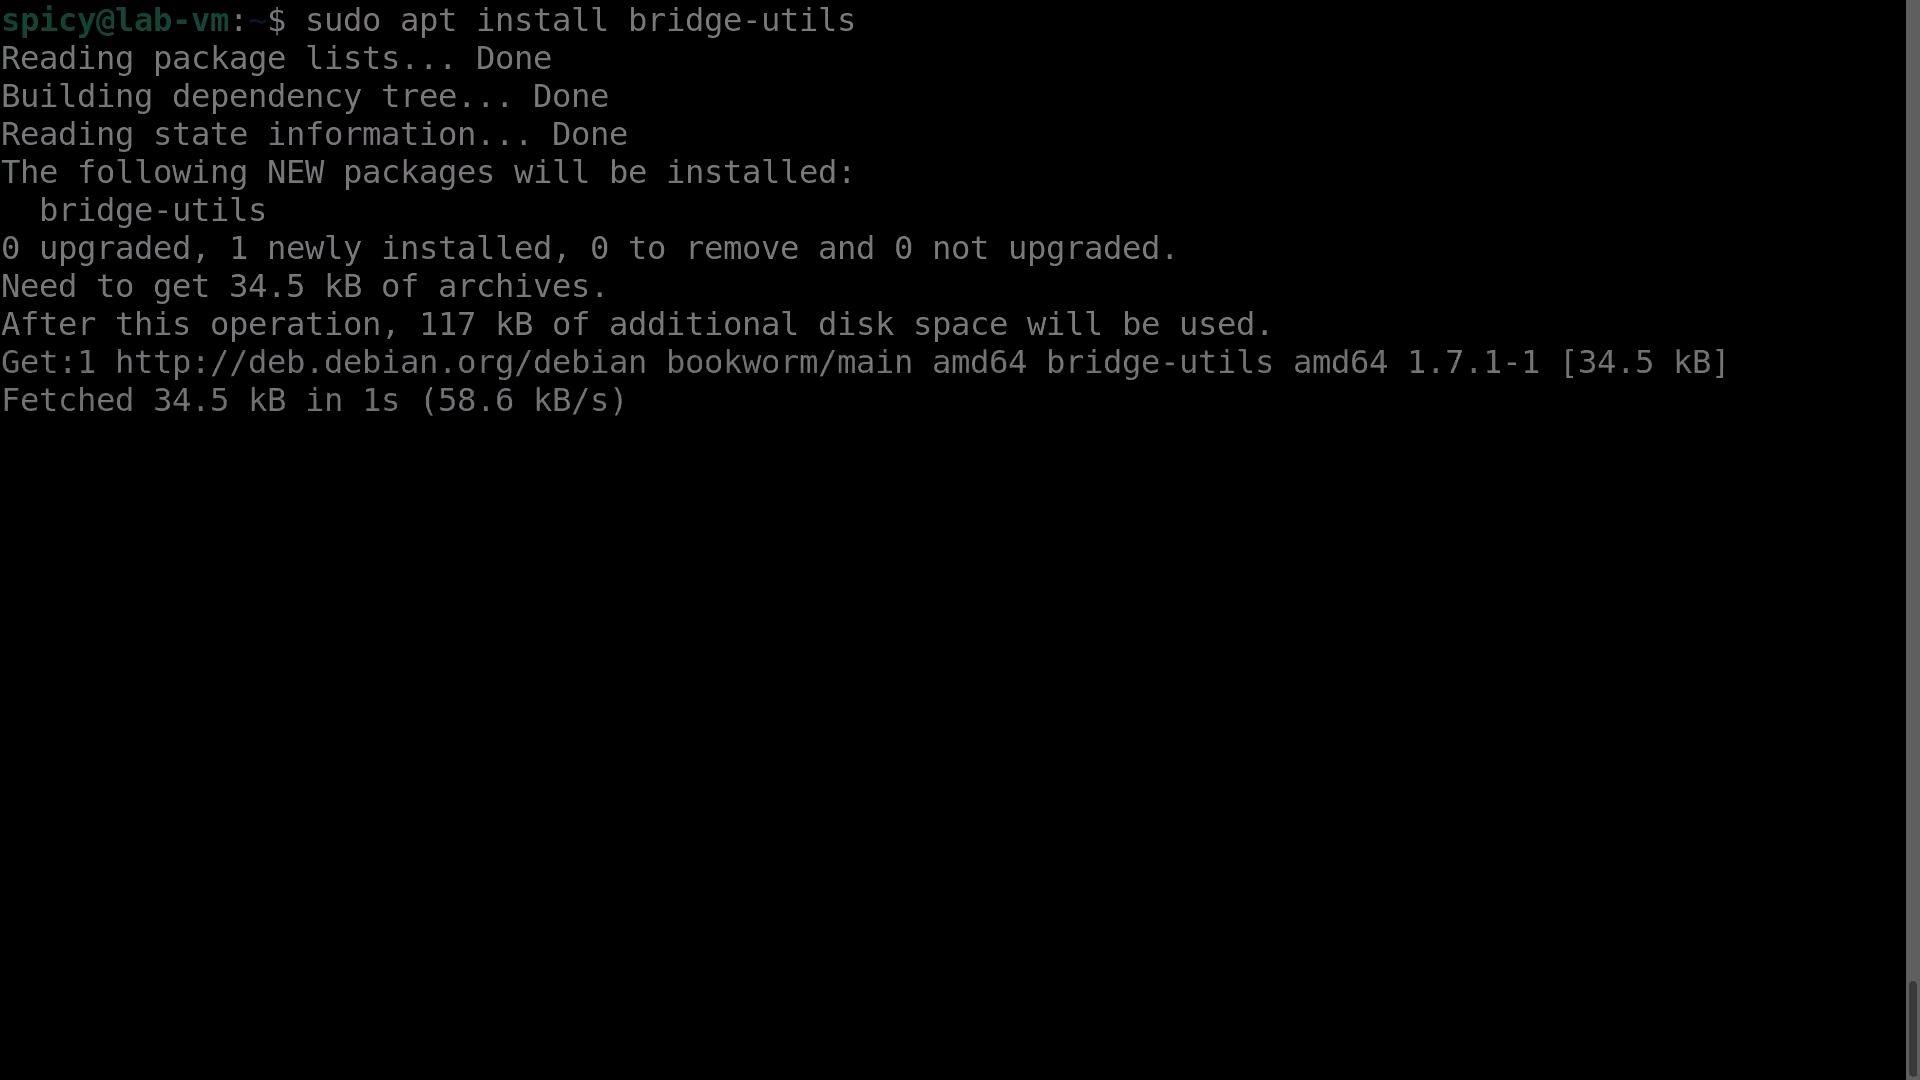 spicy@lab-vm:~$ sudo apt install bridge-utils
Reading package lists... Done
Building dependency tree... Done
Reading state information... Done
The following NEW packages will be installed:
  bridge-utils
0 upgraded, 1 newly installed, 0 to remove and 0 not upgraded.
Need to get 34.5 kB of archives.
After this operation, 117 kB of additional disk space will be used.
Get:1 http://deb.debian.org/debian bookworm/main amd64 bridge-utils amd64 1.7.1-1 [34.5 kB]
Fetched 34.5 kB in 1s (58.6 kB/s)